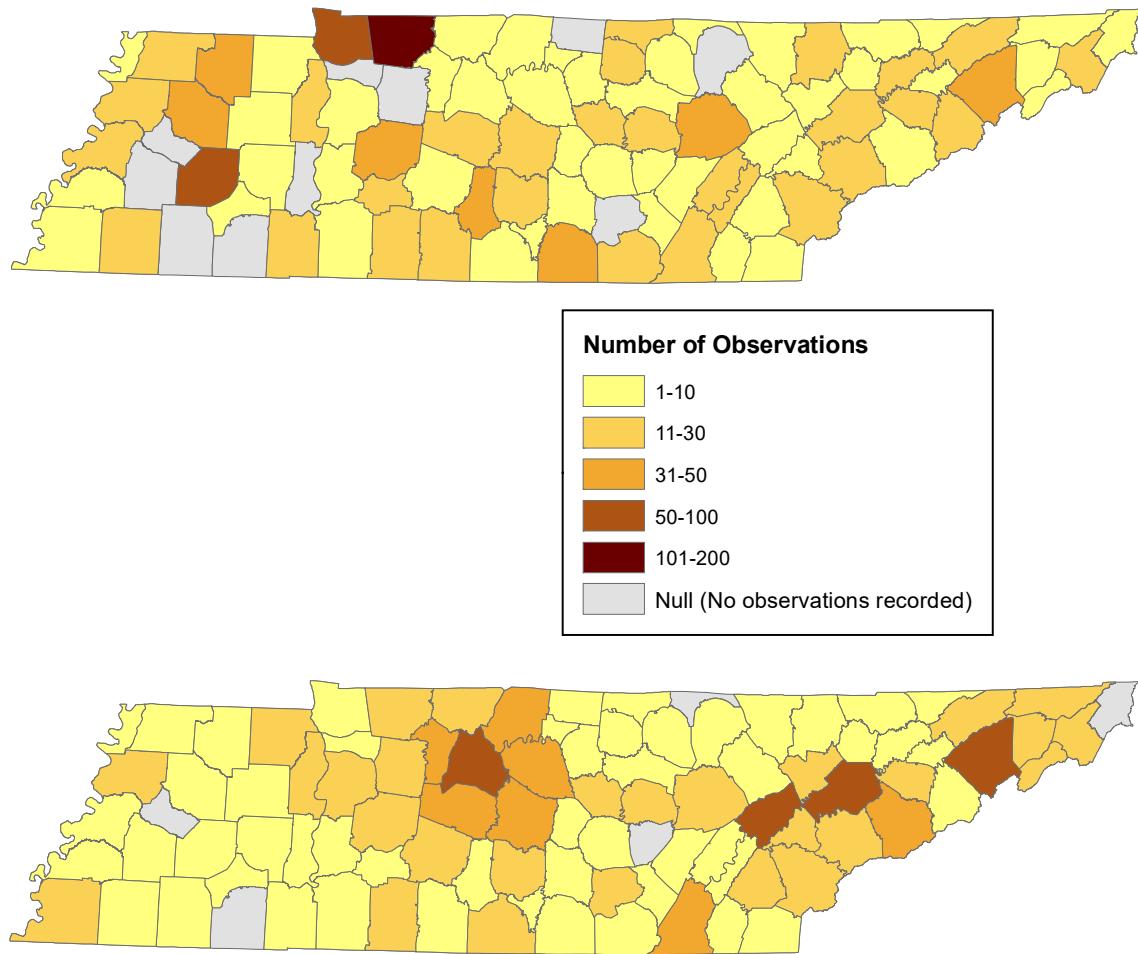 Number of Observations
1-10
11-30
31-50
50-100
101-200
Null (No observations recorded)